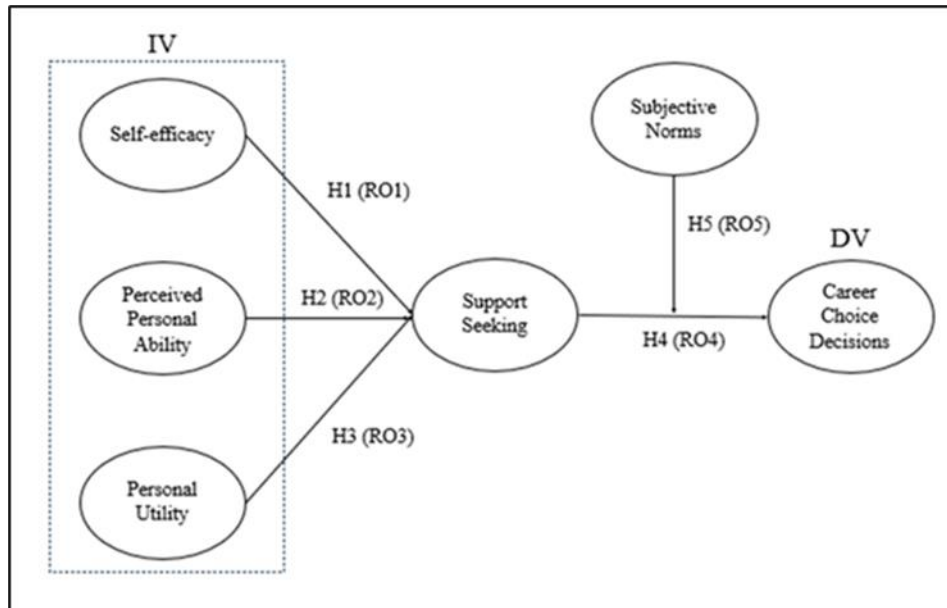 IV
Self-efficacy
Subjective
Norms
H1 (RO1)
H5 (RO5)
DV
Perceived
Personal
Ability
H2 (RO2)
Support
Seeking
H4 (RO4)
Career
Choice
Decisions
H3 (RO3)
Personal
Utility